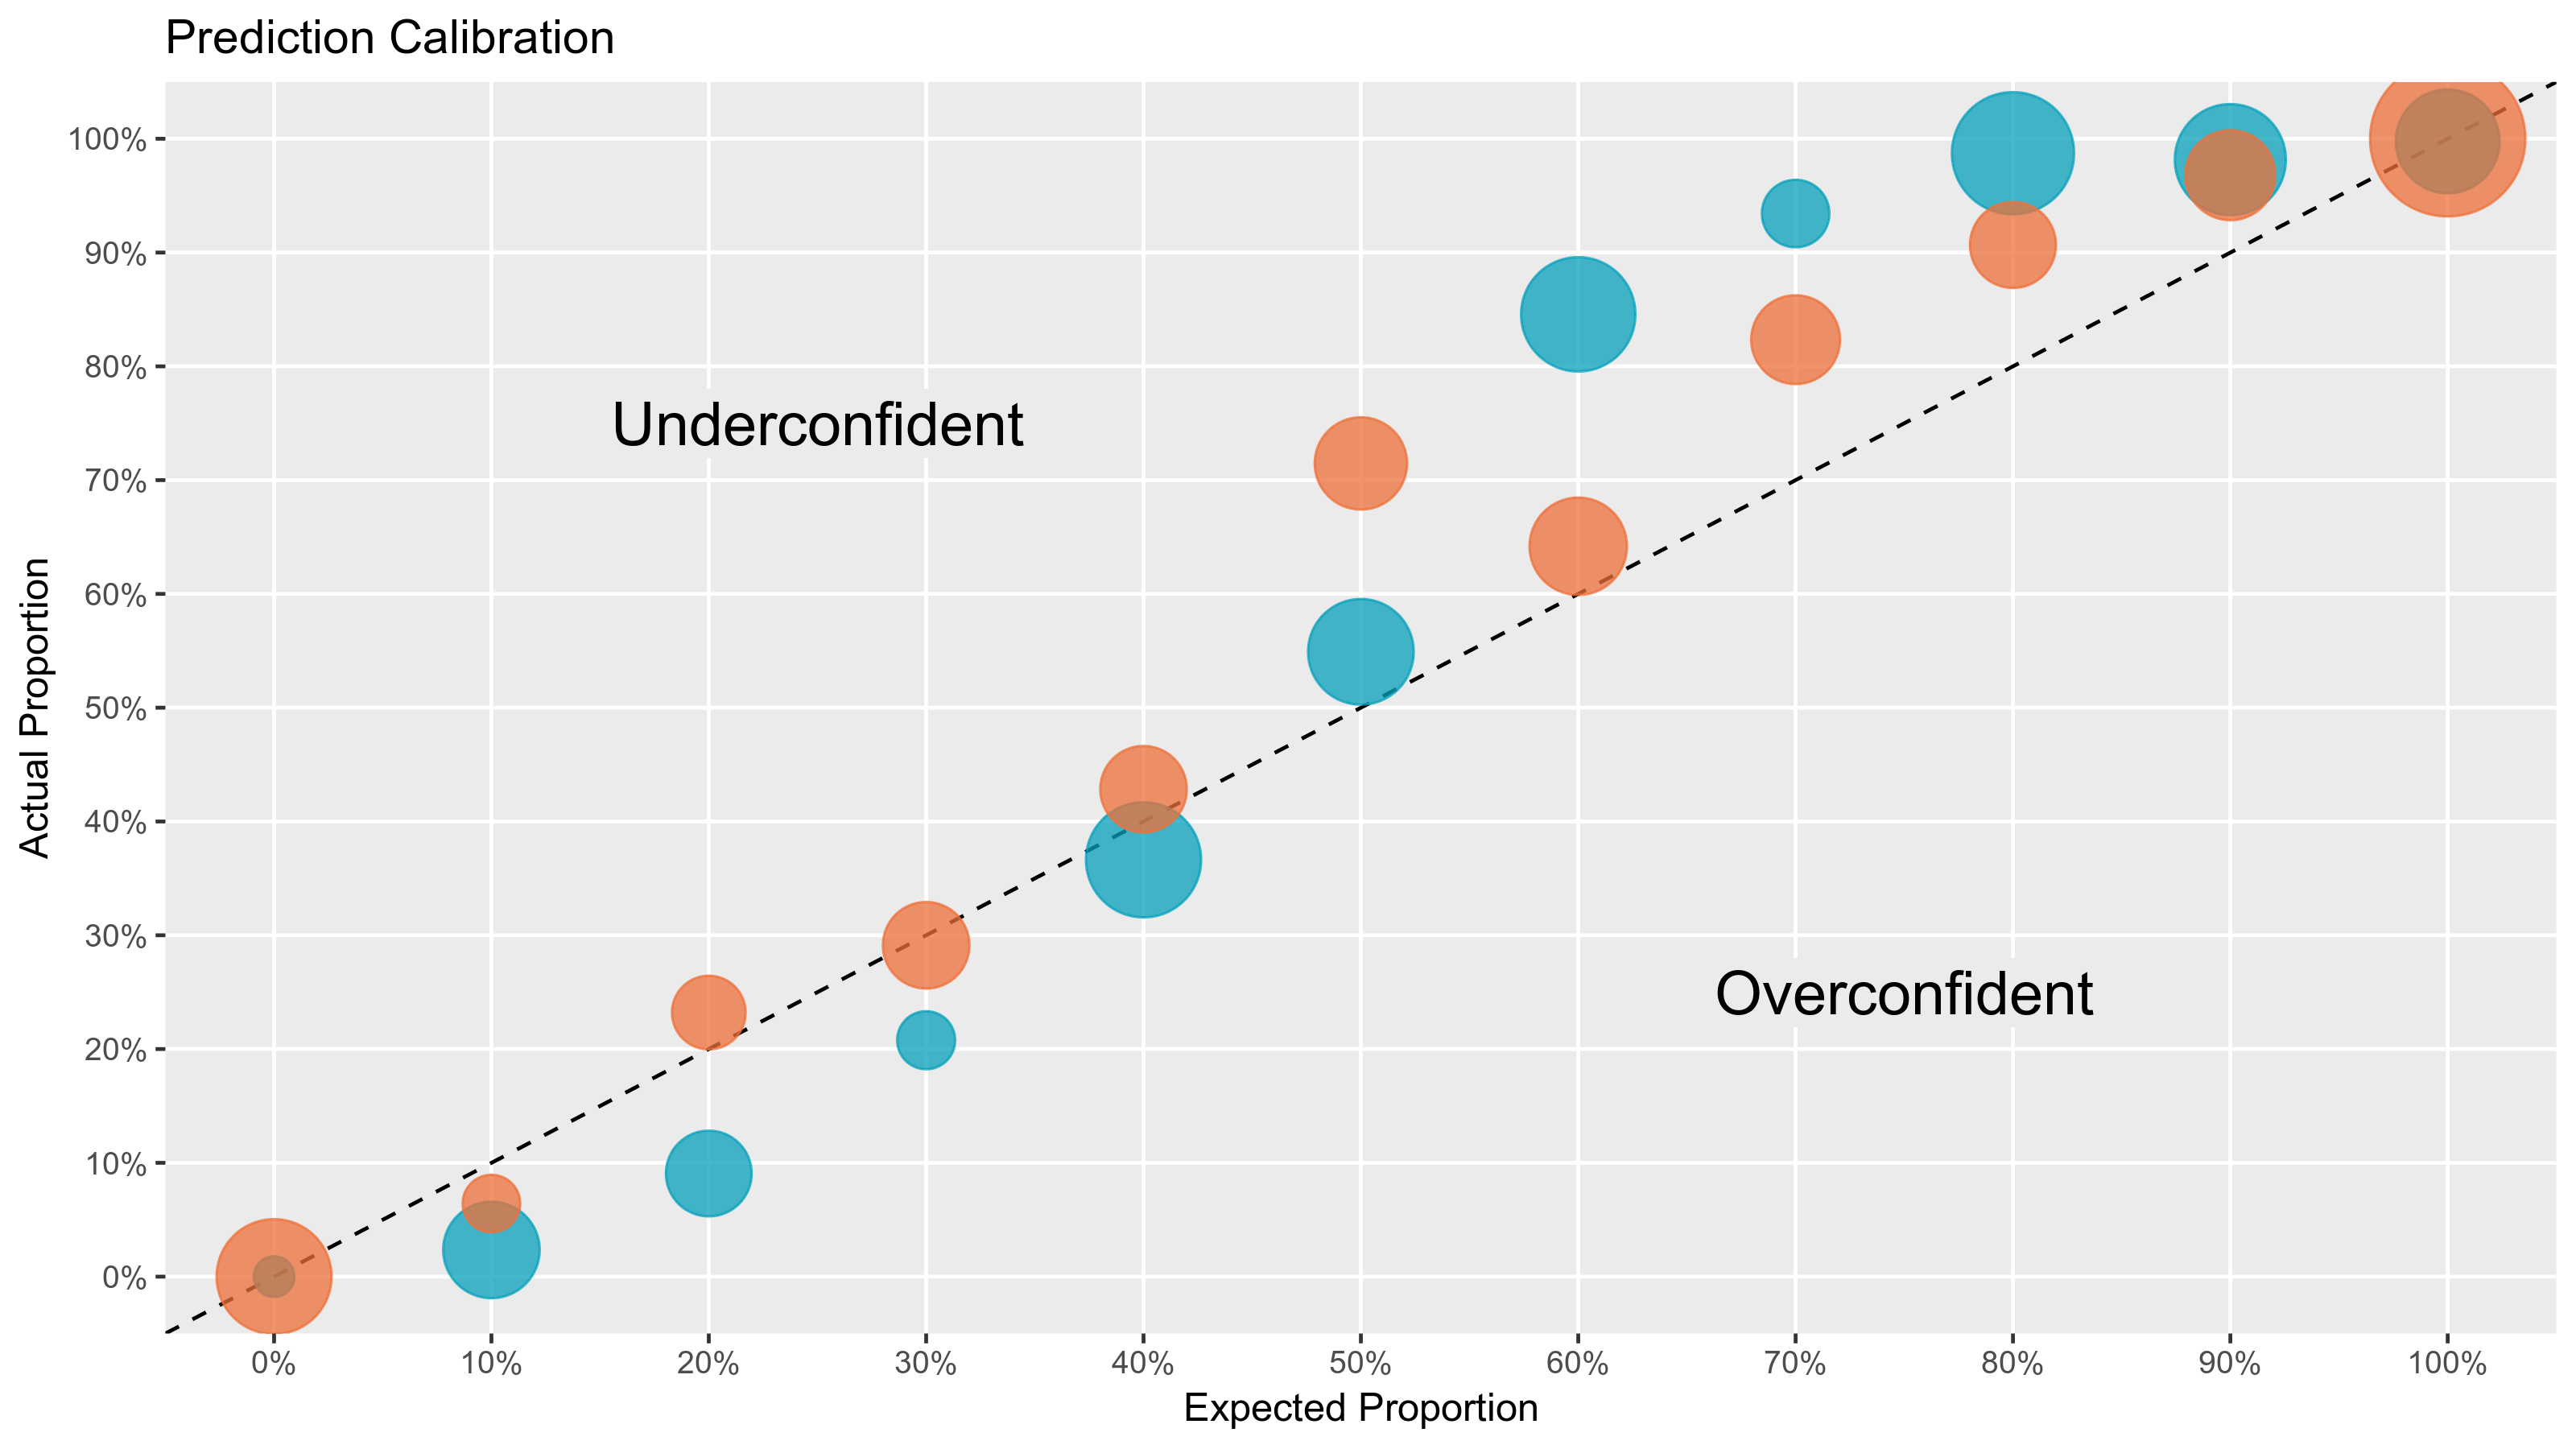 Prediction Calibration
100%
90%
80%
70%
60%
50%
40%
30%
20%
10%
0%
Actual Proportion
Underconfident
Overconfident
0% 10% 20% 30% 40% 50% 60% 70% 80% 90% 100%
Expected Proportion